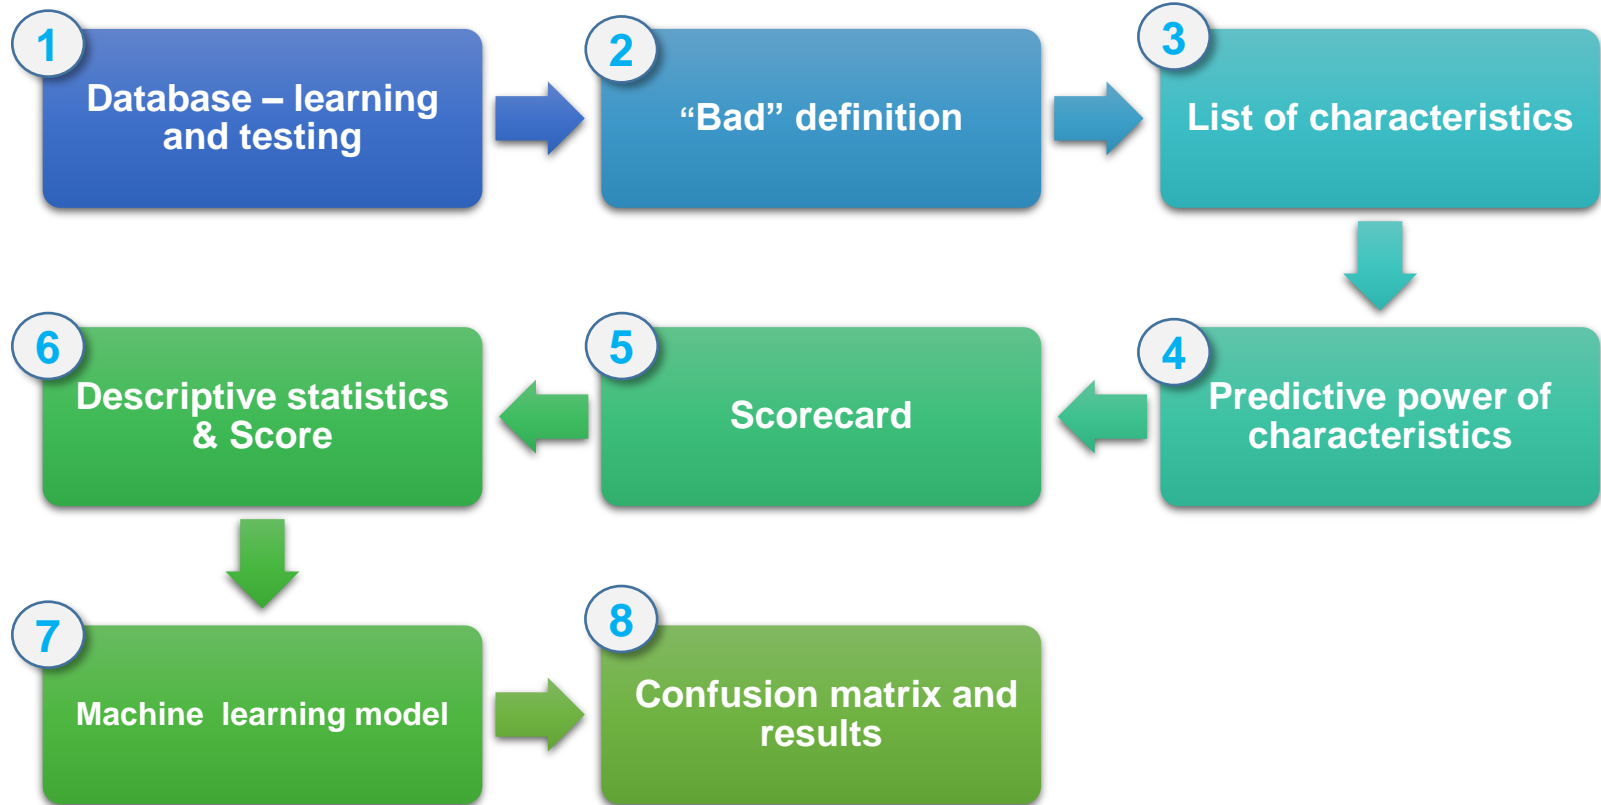 1
Database – learning
and testing
2
“Bad” definition
3
List of characteristics
4
Predictive power of
characteristics
5
Scorecard
6
Descriptive statistics
& Score
7
Machine  learning model
8
Confusion matrix and
results